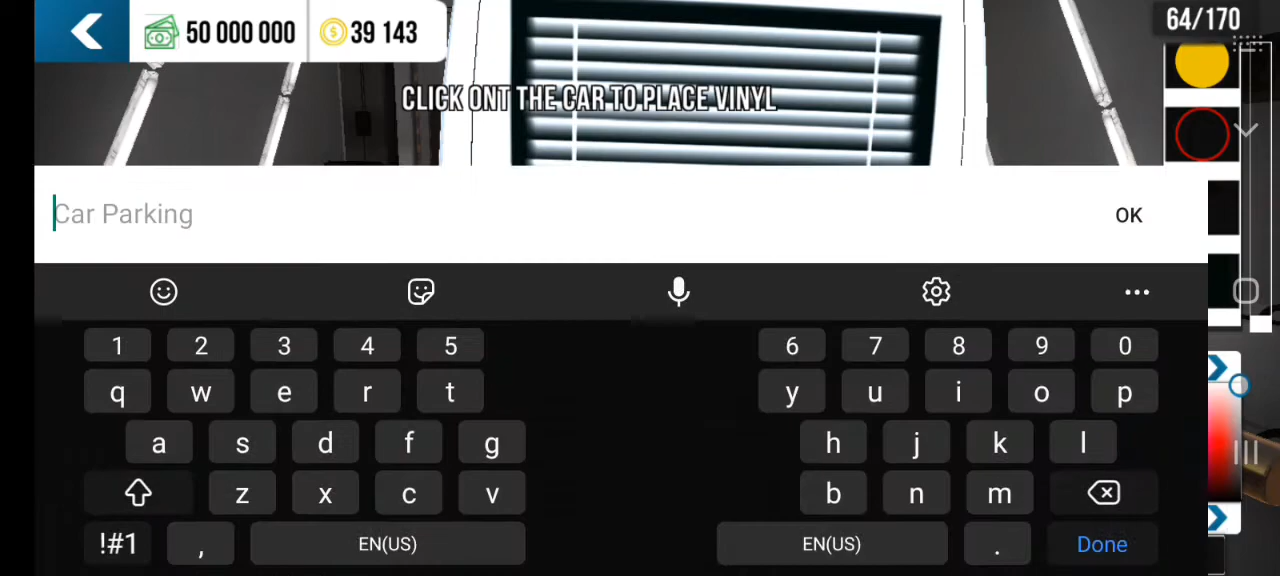 50 000 000 39 143
64/170
CLICK ONT THE CAR TO PLACE VINYL
Car Parking
OK
1 2 3 4 5 6 7 8 9 0
q w e r t y u i o p
a s d f g h j k l
z x c v b n m
!#1 , EN(US) EN(US) . Done